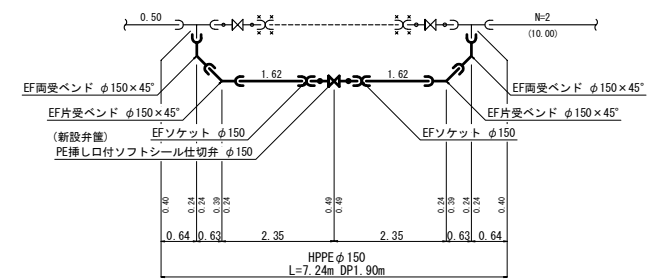 0.50
N=2
(10.00)
1.62
1.62
EF両受ベンド φ150×45°
EF両受ベンド φ150×45°
EF片受ベンド φ150×45°
EF片受ベンド φ150×45°
EFソケット φ150
EFソケット φ150
(新設弁筐)
PE挿し口付ソフトシール仕切弁 φ150
0.40
0.24
0.24
0.39
0.24
0.49
0.49
0.24
0.39
0.24
0.24
0.40
0.64
0.63
2.35
2.35
0.63
0.64
HPPEφ150
L=7.24m DP1.90m